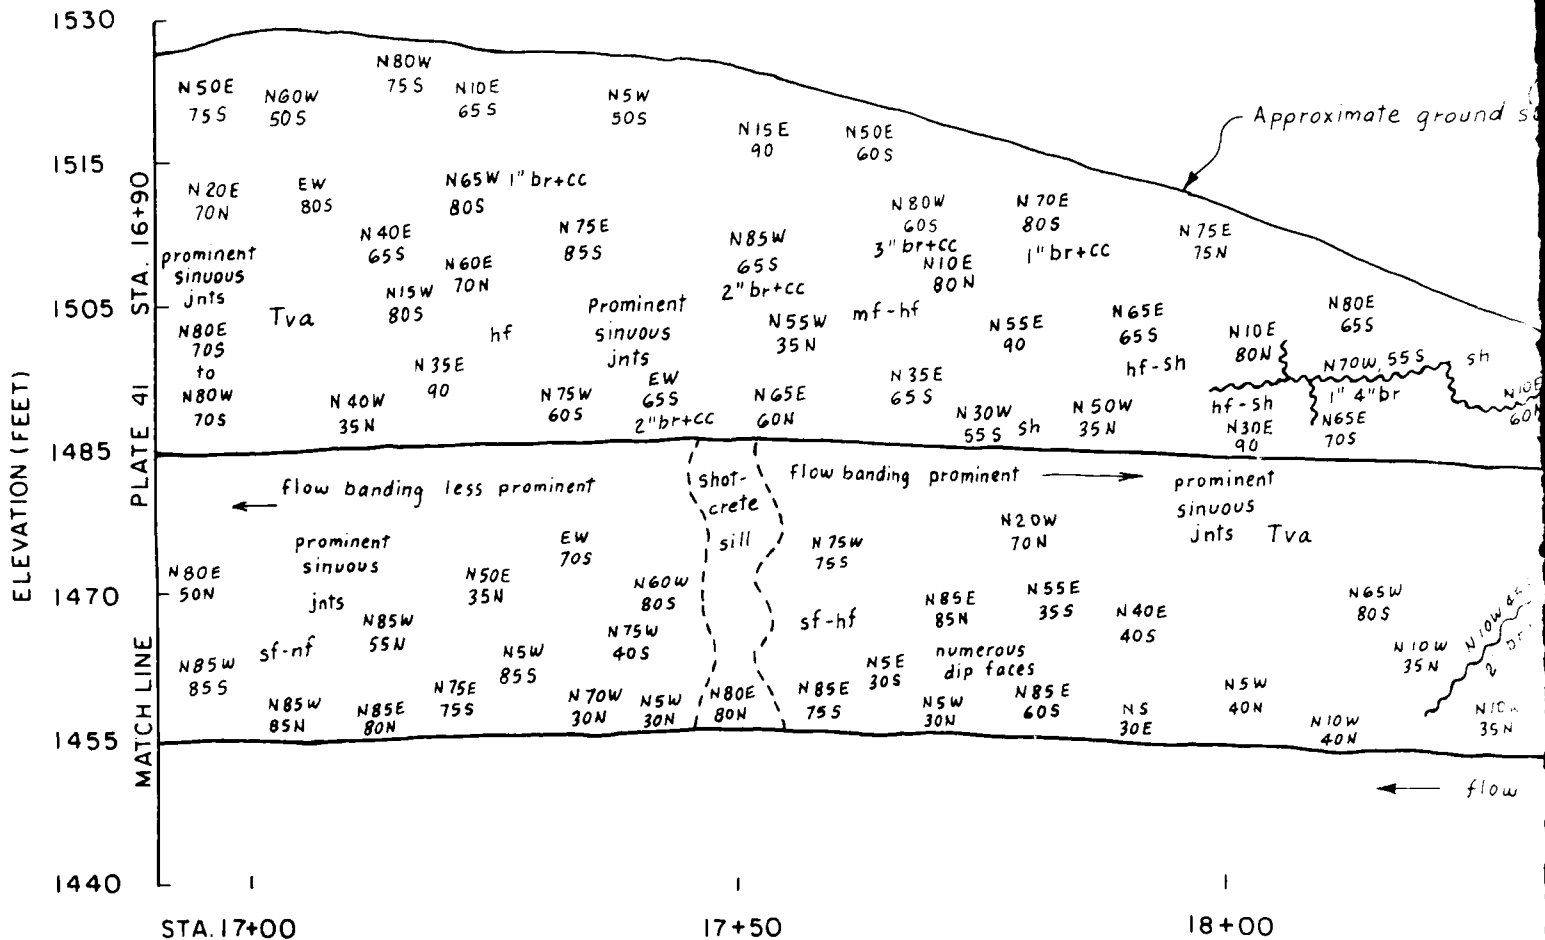 1530
1515
1505
1485
1470
1455
1440
ELEVATION (FEET)
MATCH LINE PLATE 41 STA. 16+90
N80W
75S
N50E
75S
N60W
50S
N10E
65S
N5W
50S
N15E
90
N50E
60S
Approximate ground
N20E
70N
EW
80S
N65W 1" br+cc
80S
N80W
60S
3" br+cc
N70E
80S
1" br+cc
N40E
65S
N75E
85S
N85W
65S
2" br+cc
N75E
75N
prominent
sinuous
jnts
N60E
70N
N10E
80N
N15W
80S
Tva
hf
Prominent
sinuous
jnts
N55W
35N
mf-hf
N55E
90
N65E
65S
N10E
80N
N80E
65S
N80E
70S
to
N80W
70S
N35E
90
hf-sh
N70W, 55S
sh
1" 4" br
N40W
35N
N75W
60S
EW
65S
2" br+cc
N65E
60N
N35E
65S
N30W
55S
sh
N50W
35N
hf-sh
N30E
90
N65E
70S
N10E
60N
flow banding less prominent
shot-
crete
sill
flow banding prominent
prominent
sinuous
jnts Tva
prominent
sinuous
jnts
EW
70S
N75W
75S
N20W
70N
N80E
50N
N50E
35N
N60W
80S
N85E
85N
N55E
35S
N65W
80S
N85W
55N
N75W
40S
sf-hf
N40E
40S
N10W
sf-nf
N5W
85S
N5E
30S
numerous
dip faces
N10W
35N
2
N85W
85S
N85W
85N
N85E
80N
N75E
75S
N70W
30N
N5W
30N
N80E
80N
N85E
75S
N5W
30N
N85E
60S
NS
30E
N5W
40N
N10W
40N
35N
flow
STA. 17+00
17+50
18+00